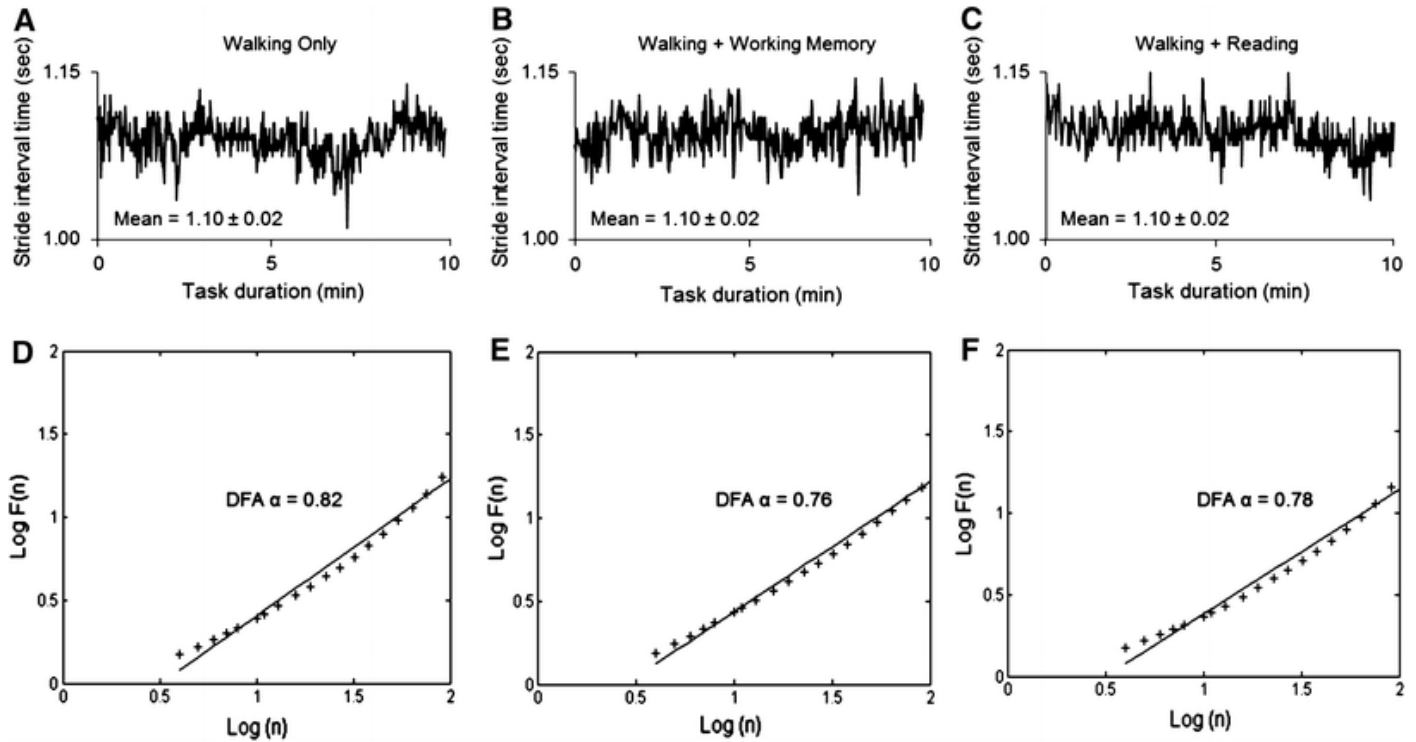 A
Walking Only
Stride interval time (sec)
1.15
1.00
Mean = 1.10 ± 0.02
0 5 10
Task duration (min)
B
Walking + Working Memory
Stride interval time (sec)
1.15
1.00
Mean = 1.10 ± 0.02
0 5 10
Task duration (min)
C
Walking + Reading
Stride interval time (sec)
1.15
1.00
Mean = 1.10 ± 0.02
0 5 10
Task duration (min)
D
Log F(n)
2
1.5
1
0.5
0
DFA α = 0.82
0 0.5 1 1.5 2
Log (n)
E
Log F(n)
2
1.5
1
0.5
0
DFA α = 0.76
0 0.5 1 1.5 2
Log (n)
F
Log F(n)
2
1.5
1
0.5
0
DFA α = 0.78
0 0.5 1 1.5 2
Log (n)